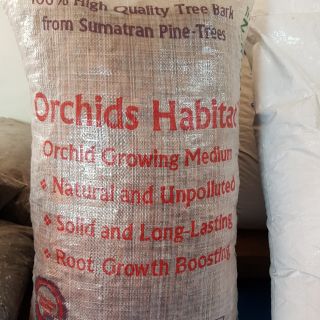 100% High Quality Tree Bark
from Sumatran Pine-Trees
Orchids Habitat
Orchid Growing Medium
❖ Natural and Unpolluted
❖ Solid and Long-Lasting
❖ Root Growth Boosting